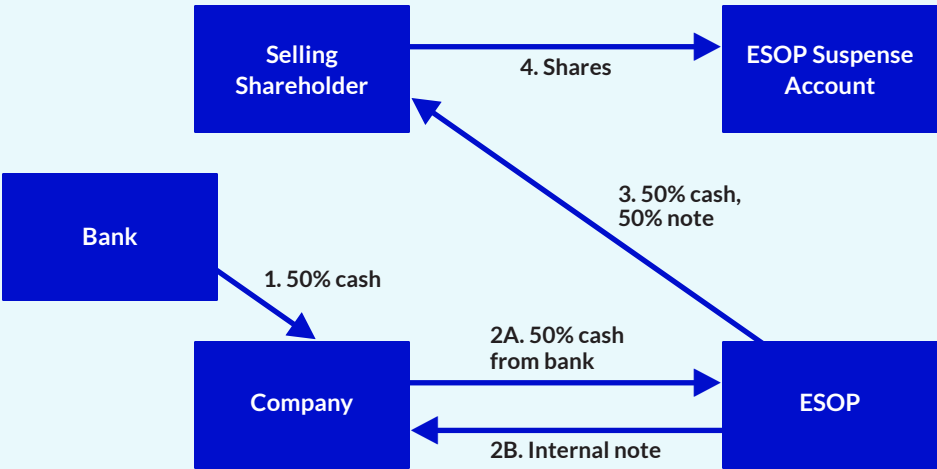 Selling
Shareholder
4. Shares
ESOP Suspense
Account
Bank
3. 50% cash,
50% note
1. 50% cash
2A. 50% cash
from bank
Company
ESOP
2B. Internal note